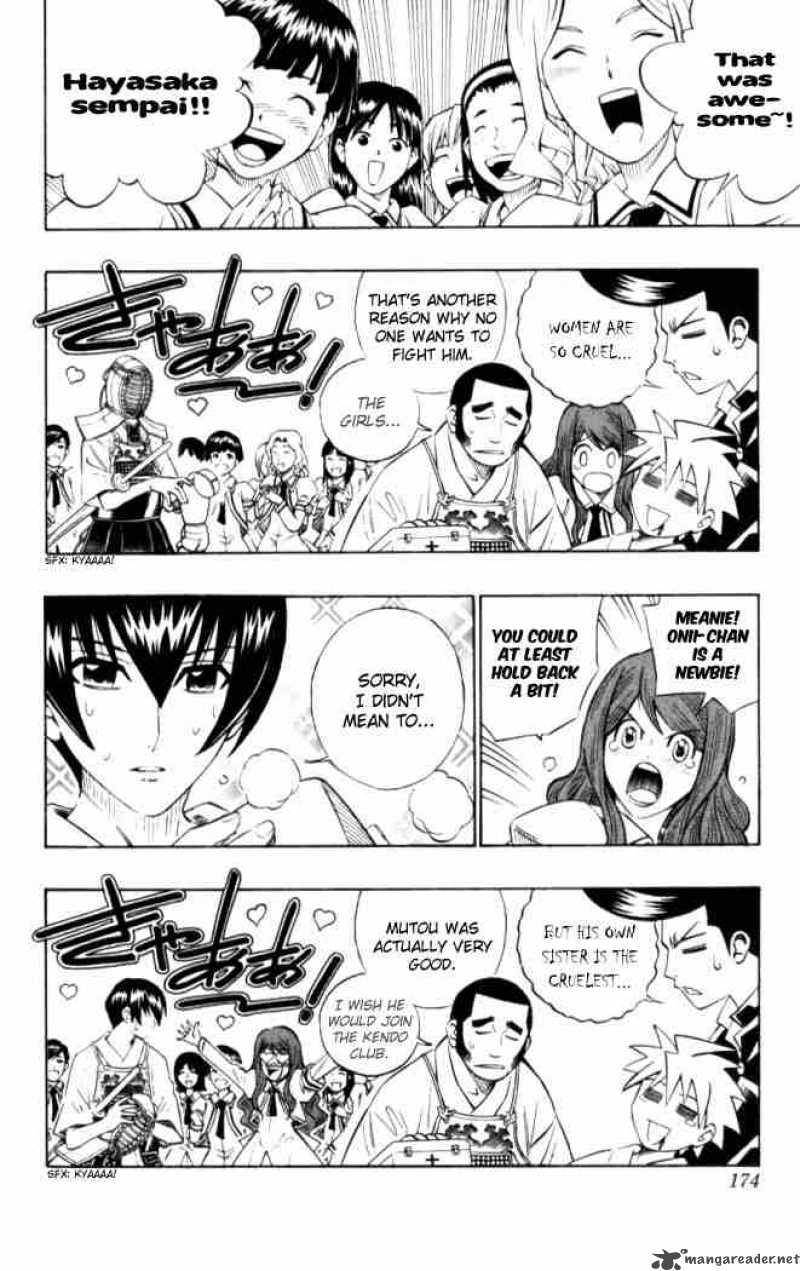 That
was
awe-
some~!
Hayasaka
sempai!!
WOMEN ARE
SO CRUEL...
THAT'S ANOTHER
REASON WHY NO
ONE WANTS TO
FIGHT HIM.
THE
GIRLS...
きゃあぁ～!
SFX: KYAAAA!
MEANIE!
ONII-CHAN
IS A
NEWBIE!
YOU COULD
AT LEAST
HOLD BACK
A BIT!
SORRY,
I DIDN'T
MEAN TO...
BUT HIS OWN
SISTER IS THE
CRUELEST...
MUTOU WAS
ACTUALLY VERY
GOOD.
I WISH HE
WOULD JOIN
THE KENDO
CLUB.
きゃあぁ～!
SFX: KYAAAA!
174
mangareader.net